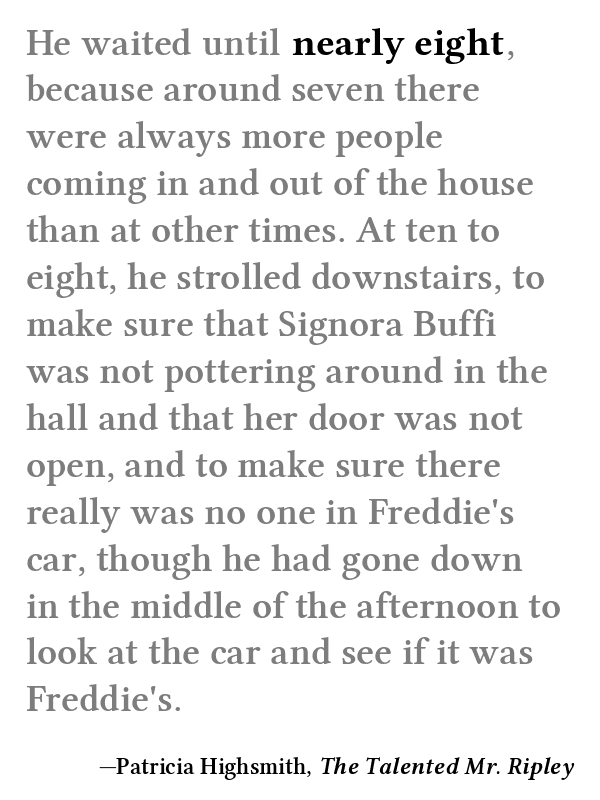 He waited until nearly eight,
because around seven there
were always more people
coming in and out of the house
than at other times. At ten to
eight, he strolled downstairs, to
make sure that Signora Buffi
was not pottering around in the
hall and that her door was not
open, and to make sure there
really was no one in Freddie's
car, though he had gone down
in the middle of the afternoon to
look at the car and see if it was
Freddie's.
—Patricia Highsmith, The Talented Mr. Ripley